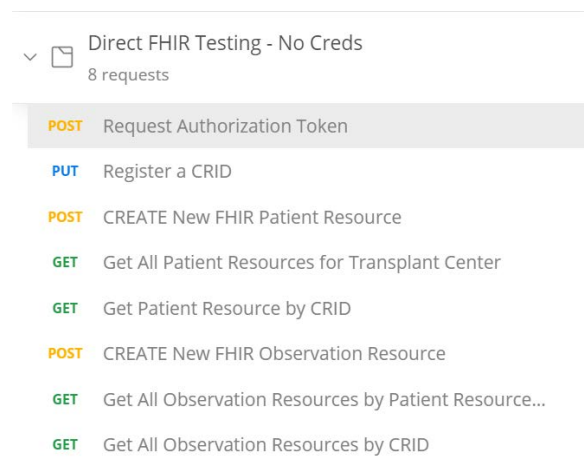 Direct FHIR Testing - No Creds
8 requests
POST Request Authorization Token
PUT Register a CRID
POST CREATE New FHIR Patient Resource
GET Get All Patient Resources for Transplant Center
GET Get Patient Resource by CRID
POST CREATE New FHIR Observation Resource
GET Get All Observation Resources by Patient Resource...
GET Get All Observation Resources by CRID